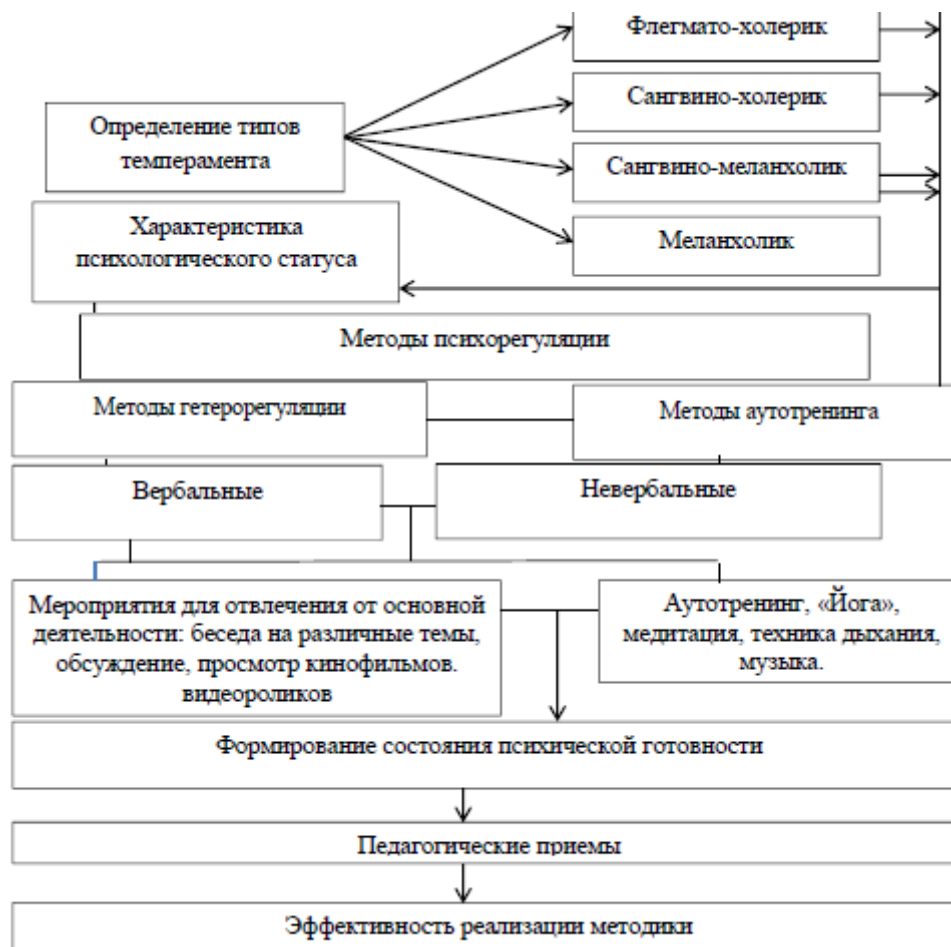 Флегмато-холерик
Сангвино-холерик
Определение типов
темперамента
Сангвино-меланхолик
Меланхолик
Характеристика
психологического статуса
Методы психорегуляции
Методы гетерорегуляции
Методы аутотренинга
Вербальные
Невербальные
Мероприятия для отвлечения от основной
деятельности: беседа на различные темы,
обсуждение, просмотр кинофильмов.
видеороликов
Аутотренинг, «Йога»,
медитация, техника дыхания,
музыка.
Формирование состояния психической готовности
Педагогические приемы
Эффективность реализации методики